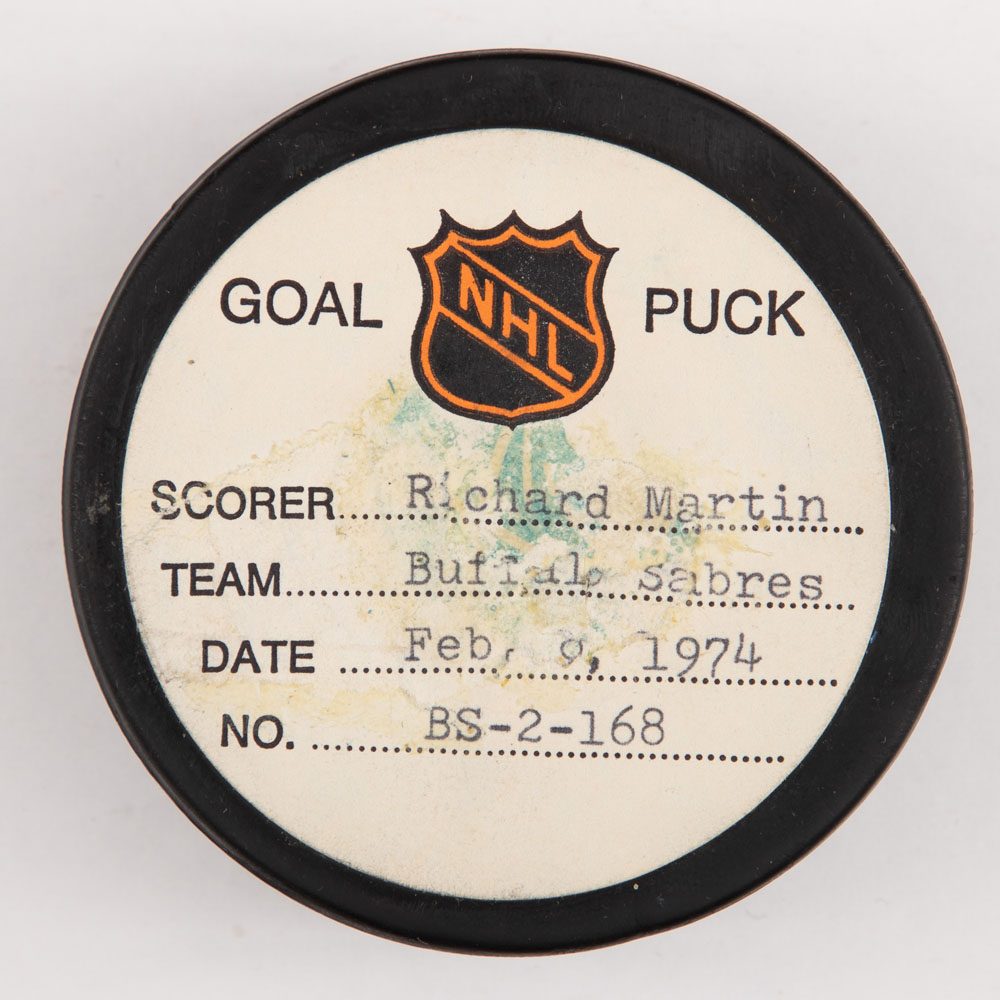 GOAL NHL PUCK
SCORER.... Richard Martin
TEAM........ Buffalo Sabres
DATE .... Feb. 9, 1974
NO. ........ BS-2-168